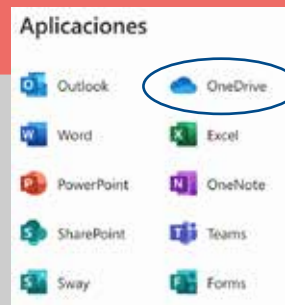 Aplicaciones
Outlook OneDrive
Word Excel
PowerPoint OneNote
SharePoint Teams
Sway Forms